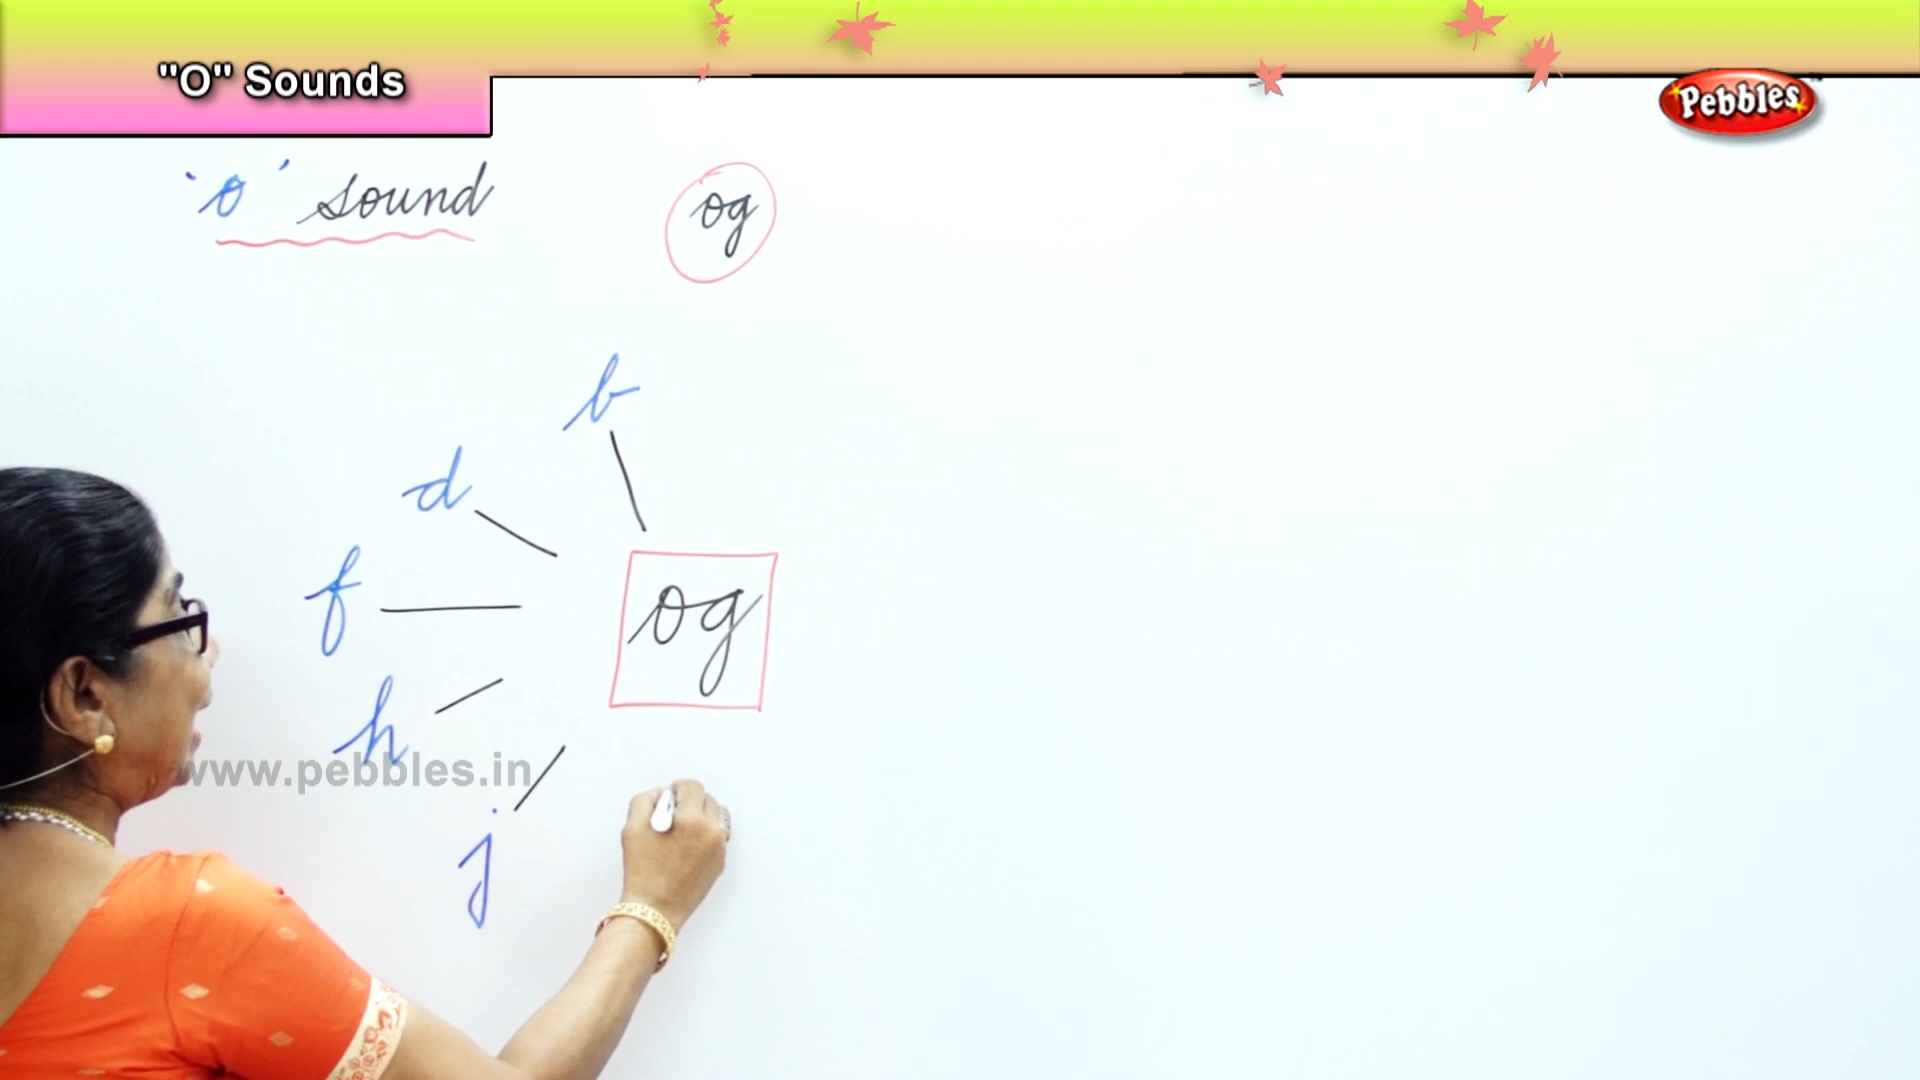 "O" Sounds
Pebbles
'o' sound
og
b
d
f
og
h
www.pebbles.in
j